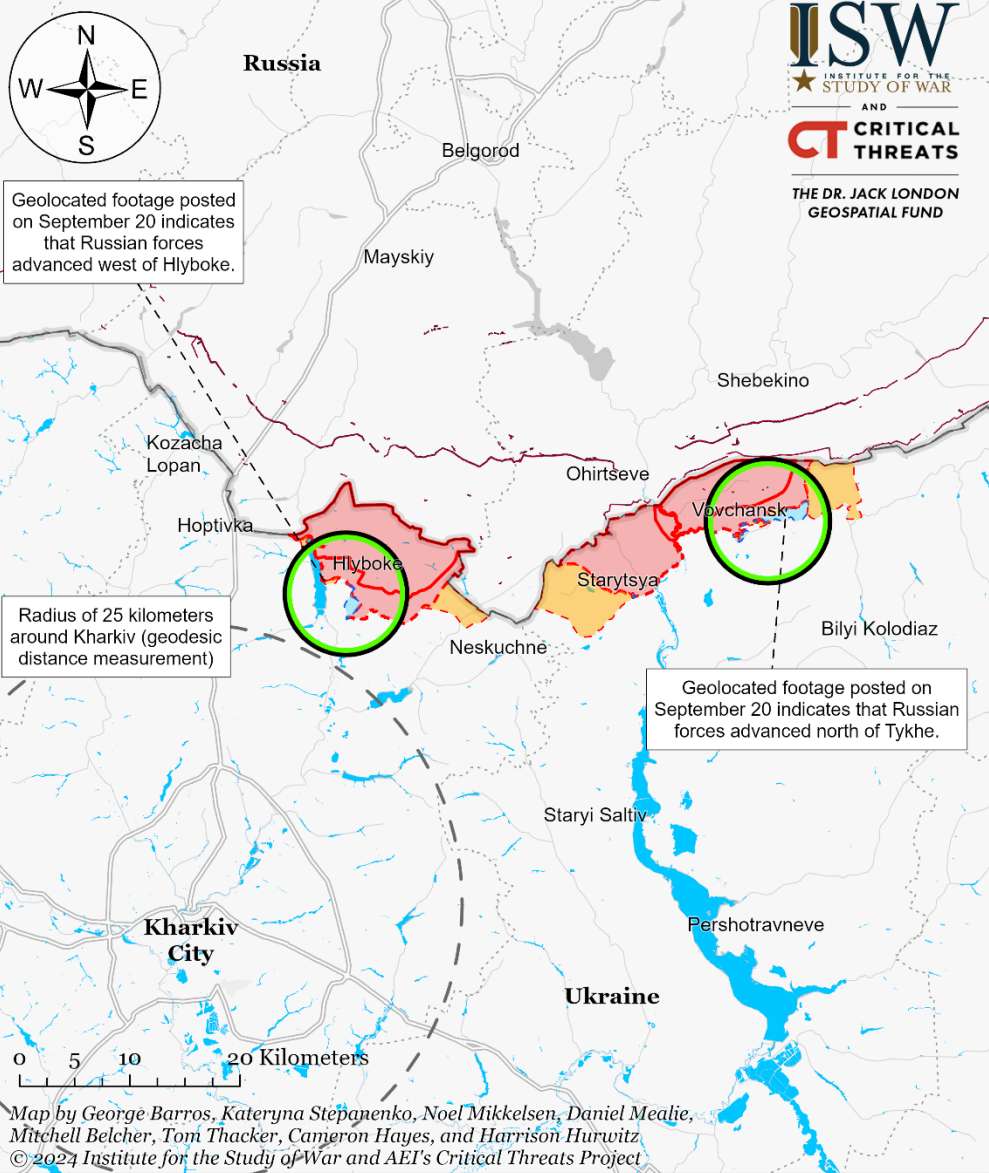 N
W
E
S
Russia
ISW
INSTITUTE FOR THE
STUDY OF WAR
AND
CT CRITICAL
THREATS
THE DR. JACK LONDON
GEOSPATIAL FUND
Belgorod
Geolocated footage posted
on September 20 indicates
that Russian forces
advanced west of Hlyboke.
Mayskiy
Shebekino
Kozacha
Lopan
Ohirtseve
Vovchansk
Hoptivka
Hlyboke
Starytsya
Radius of 25 kilometers
around Kharkiv (geodesic
distance measurement)
Neskuchne
Bilyi Kolodiaz
Geolocated footage posted on
September 20 indicates that Russian
forces advanced north of Tykhe.
Staryi Saltiv
Kharkiv
City
Pershotravneve
Ukraine
0 5 10 20 Kilometers
Map by George Barros, Kateryna Stepanenko, Noel Mikkelsen, Daniel Mealie,
Mitchell Belcher, Tom Thacker, Cameron Hayes, and Harrison Hurwitz
© 2024 Institute for the Study of War and AEI's Critical Threats Project